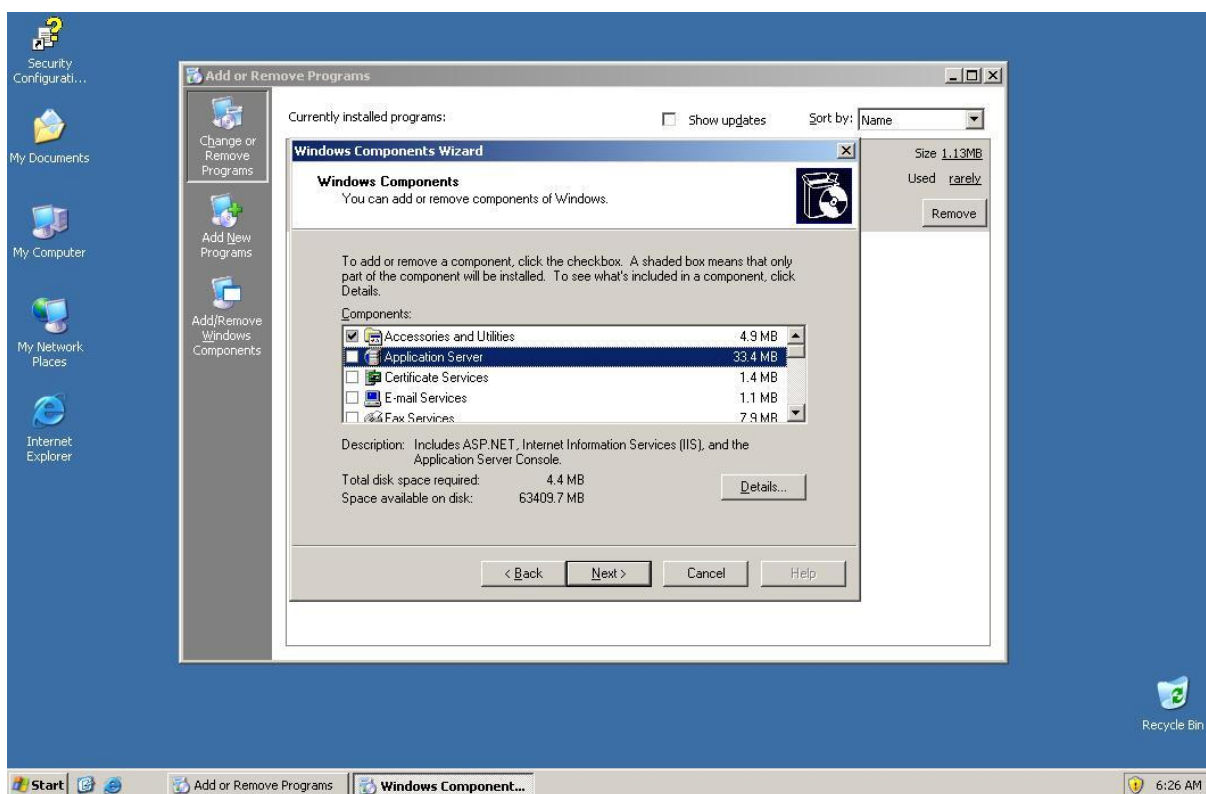 Security
Configurati...
My Documents
My Computer
My Network
Places
Internet
Explorer
Add or Remove Programs
Change or
Remove
Programs
Add New
Programs
Add/Remove
Windows
Components
Currently installed programs:
Show updates
Sort by:
Name
Size 1.13MB
Used rarely
Remove
Windows Components Wizard
Windows Components
You can add or remove components of Windows.
To add or remove a component, click the checkbox. A shaded box means that only
part of the component will be installed. To see what's included in a component, click
Details.
Components:
Accessories and Utilities 4.9 MB
Application Server 33.4 MB
Certificate Services 1.4 MB
E-mail Services 1.1 MB
Fax Services 7.9 MB
Description: Includes ASP.NET, Internet Information Services (IIS), and the
Application Server Console.
Total disk space required: 4.4 MB
Space available on disk: 63409.7 MB
Details...
< Back
Next >
Cancel
Help
Recycle Bin
Start
Add or Remove Programs
Windows Component...
6:26 AM